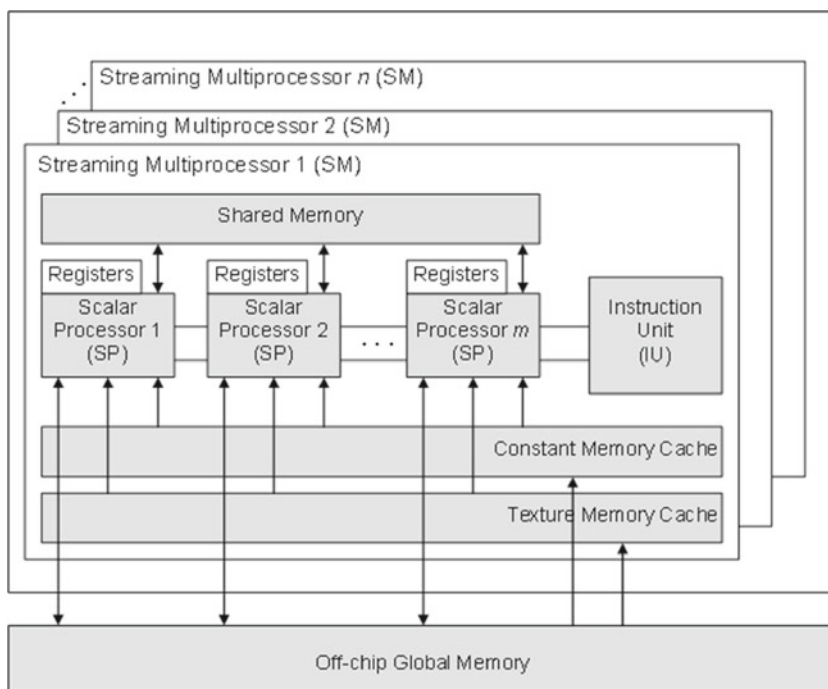 Streaming Multiprocessor n (SM)
Streaming Multiprocessor 2 (SM)
Streaming Multiprocessor 1 (SM)
Shared Memory
Registers
Registers
Registers
Scalar
Processor 1
(SP)
Scalar
Processor 2
(SP)
. . .
Scalar
Processor m
(SP)
Instruction
Unit
(IU)
Constant Memory Cache
Texture Memory Cache
Off-chip Global Memory